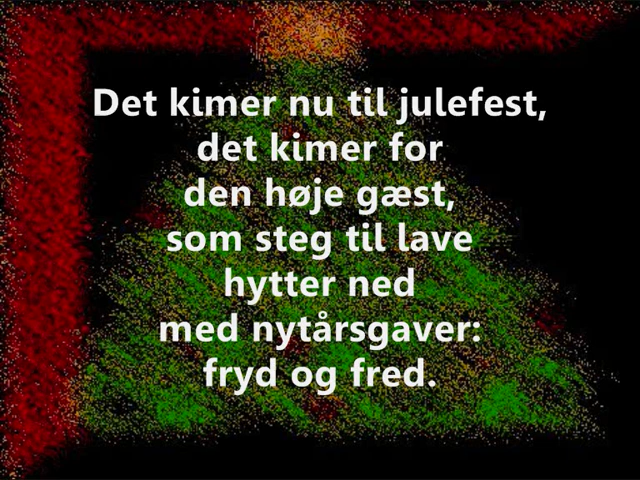 Det kimer nu til julefest,
det kimer for
den høje gæst,
som steg til lave
hytter ned
med nytårsgaver:
fryd og fred.